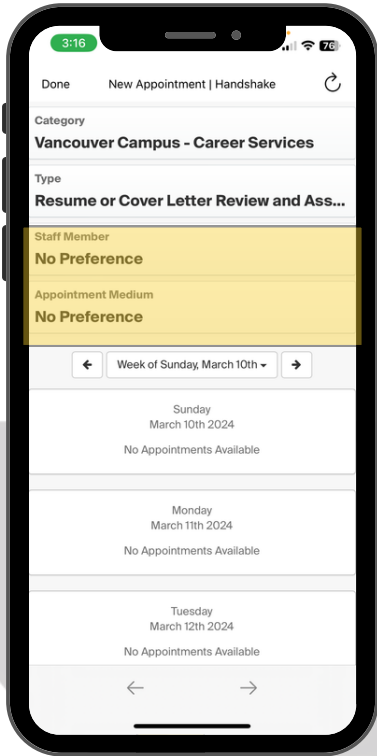 3:16
76
Done New Appointment | Handshake
Category
Vancouver Campus - Career Services
Type
Resume or Cover Letter Review and Ass...
Staff Member
No Preference
Appointment Medium
No Preference
Week of Sunday, March 10th
Sunday
March 10th 2024
No Appointments Available
Monday
March 11th 2024
No Appointments Available
Tuesday
March 12th 2024
No Appointments Available